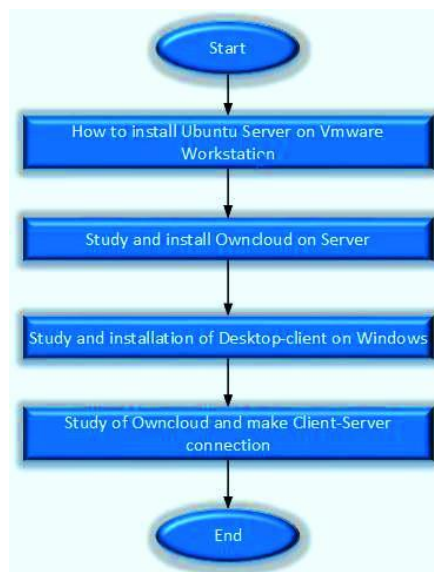 Start
How to install Ubuntu Server on Vmware
Workstation
Study and install Owncloud on Server
Study and installation of Desktop-client on Windows
Study of Owncloud and make Client-Server
connection
End